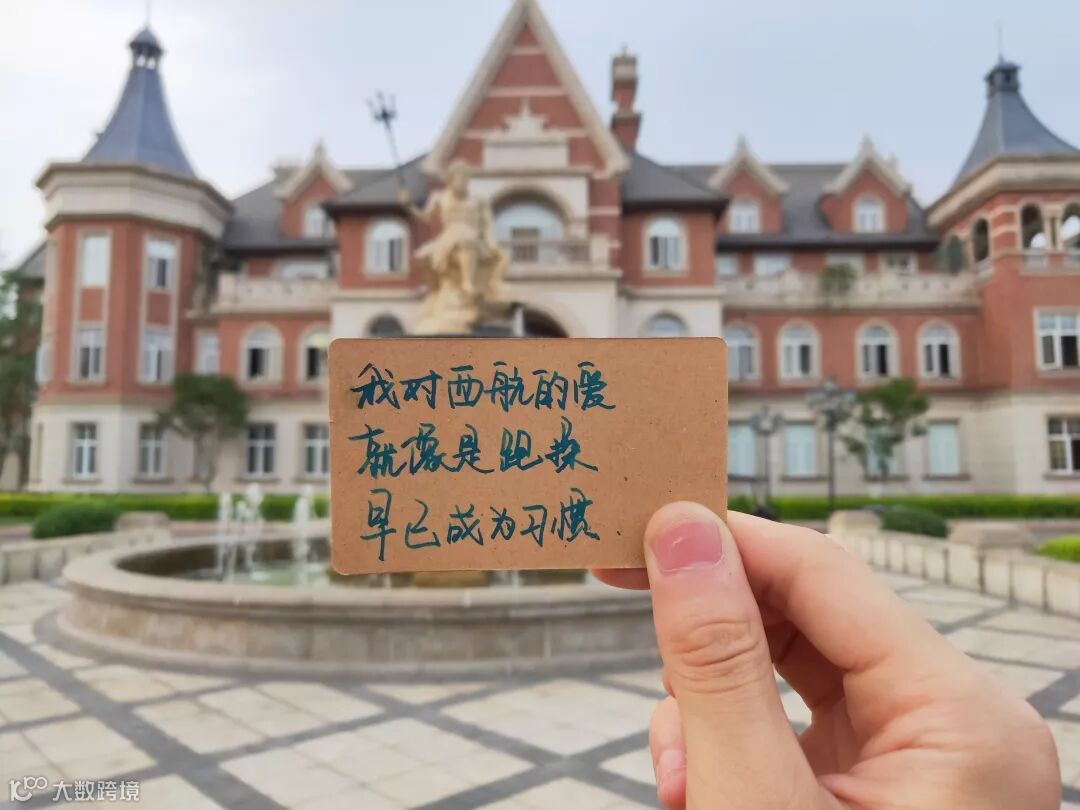 我对西航的爱
就像是跑操
早已成为习惯.
大数跨境